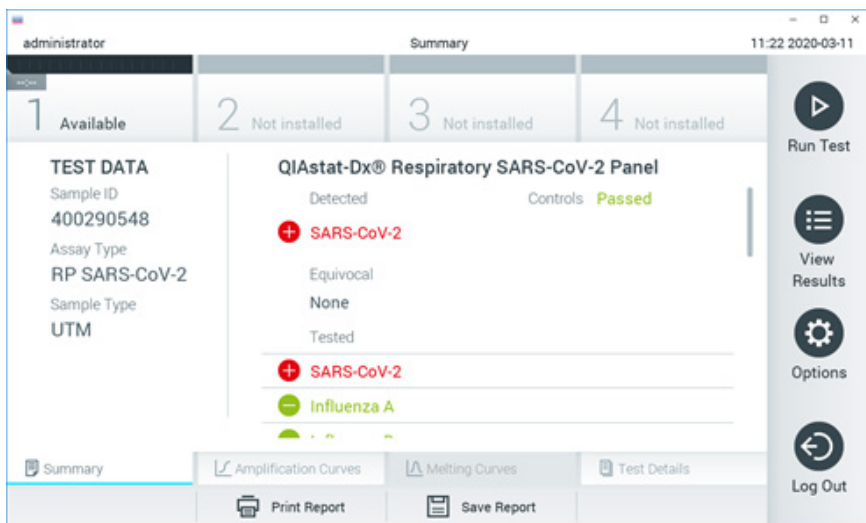 administrator Summary 11:22 2020-03-11
--:--
1 Available 2 Not installed 3 Not installed 4 Not installed
Run Test
TEST DATA
Sample ID
400290548
Assay Type
RP SARS-CoV-2
Sample Type
UTM
QIAstat-Dx® Respiratory SARS-CoV-2 Panel
Detected Controls Passed
SARS-CoV-2
Equivocal
None
Tested
SARS-CoV-2
Influenza A
View
Results
Options
Log Out
Summary Amplification Curves Melting Curves Test Details
Print Report Save Report